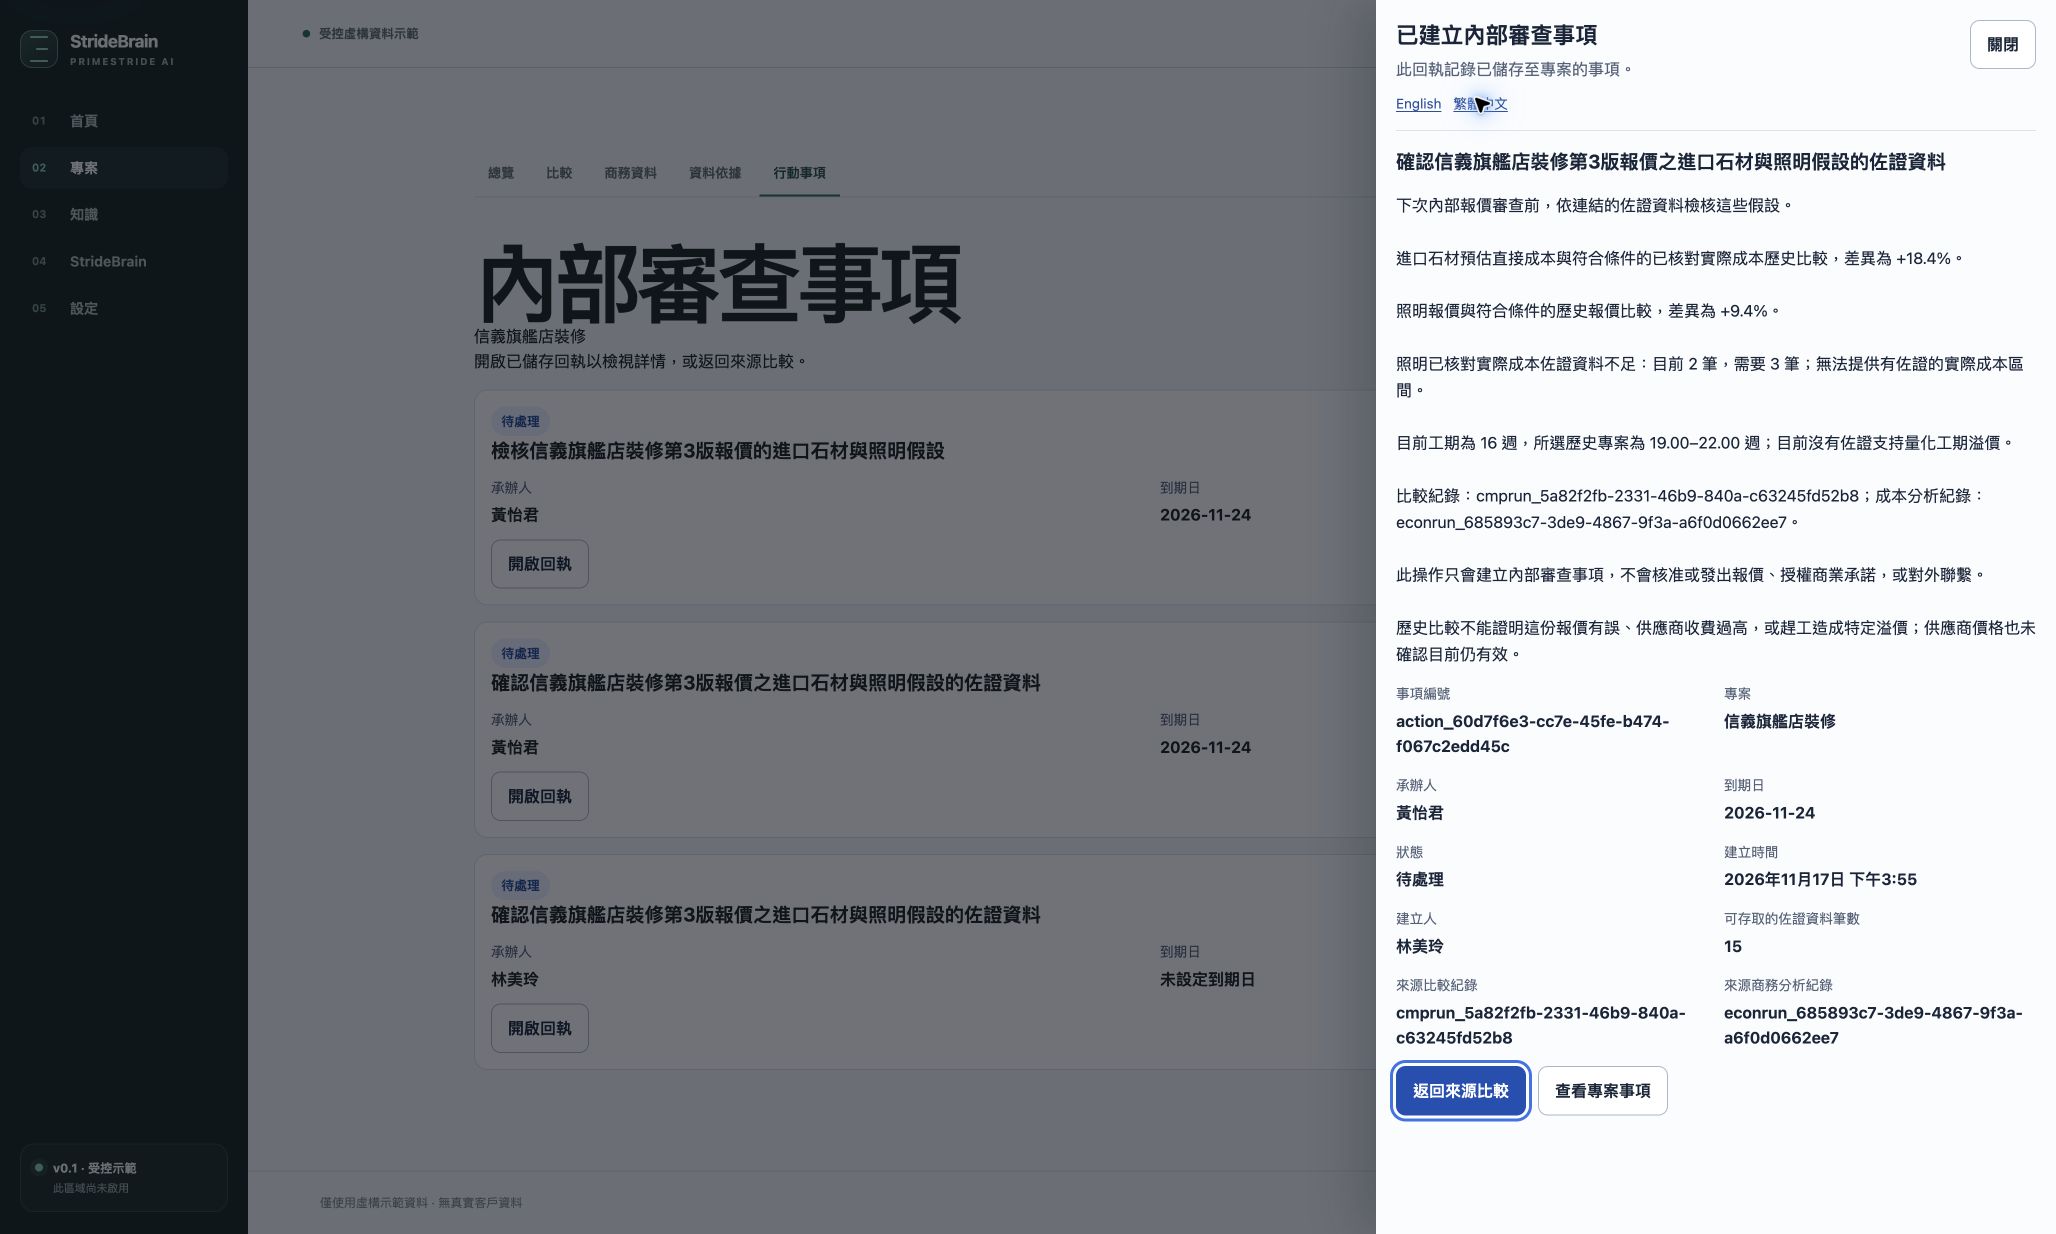 StrideBrain
PRIMESTRIDE AI
01 首頁
02 專案
03 知識
04 StrideBrain
05 設定
v0.1 · 受控示範
此區域尚未啟用
受控虛構資料示範
總覽 比較 商務資料 資料依據 行動事項
內部審查事項
信義旗艦店裝修
開啟已儲存回執以檢視詳情，或返回來源比較。
待處理
檢核信義旗艦店裝修第3版報價的進口石材與照明假設
承辦人 到期日
黃怡君 2026-11-24
開啟回執
待處理
確認信義旗艦店裝修第3版報價之進口石材與照明假設的佐證資料
承辦人 到期日
黃怡君 2026-11-24
開啟回執
待處理
確認信義旗艦店裝修第3版報價之進口石材與照明假設的佐證資料
承辦人 到期日
林美玲 未設定到期日
開啟回執
僅使用虛構示範資料 · 無真實客戶資料
已建立內部審查事項
關閉
此回執記錄已儲存至專案的事項。
English 繁體中文
確認信義旗艦店裝修第3版報價之進口石材與照明假設的佐證資料
下次內部報價審查前，依連結的佐證資料檢核這些假設。
進口石材預估直接成本與符合條件的已核對實際成本歷史比較，差異為 +18.4%。
照明報價與符合條件的歷史報價比較，差異為 +9.4%。
照明已核對實際成本佐證資料不足：目前 2 筆，需要 3 筆；無法提供有佐證的實際成本區
間。
目前工期為 16 週，所選歷史專案為 19.00–22.00 週；目前沒有佐證支持量化工期溢價。
比較紀錄：cmprun_5a82f2fb-2331-46b9-840a-c63245fd52b8；成本分析紀錄：
econrun_685893c7-3de9-4867-9f3a-a6f0d0662ee7。
此操作只會建立內部審查事項，不會核准或發出報價、授權商業承諾，或對外聯繫。
歷史比較不能證明這份報價有誤、供應商收費過高，或趕工造成特定溢價；供應商價格也未
確認目前仍有效。
事項編號 專案
action_60d7f6e3-cc7e-45fe-b474- 信義旗艦店裝修
f067c2edd45c
承辦人 到期日
黃怡君 2026-11-24
狀態 建立時間
待處理 2026年11月17日 下午3:55
建立人 可存取的佐證資料筆數
林美玲 15
來源比較紀錄 來源商務分析紀錄
cmprun_5a82f2fb-2331-46b9-840a- econrun_685893c7-3de9-4867-9f3a-
c63245fd52b8 a6f0d0662ee7
返回來源比較 查看專案事項